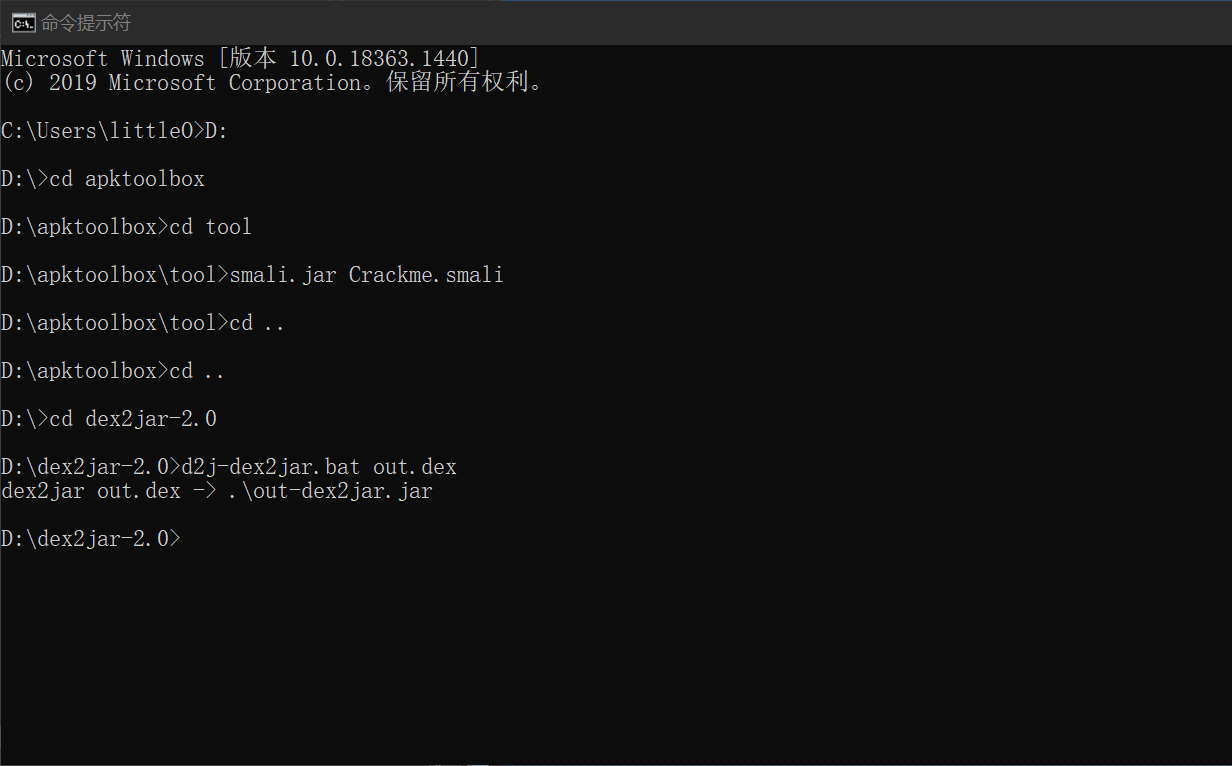 命令提示符
Microsoft Windows [版本 10.0.18363.1440]
(c) 2019 Microsoft Corporation。保留所有权利。
C:\Users\littleO>D:
D:\>cd apktoolbox
D:\apktoolbox>cd tool
D:\apktoolbox\tool>smali.jar Crackme.smali
D:\apktoolbox\tool>cd ..
D:\apktoolbox>cd ..
D:\>cd dex2jar-2.0
D:\dex2jar-2.0>d2j-dex2jar.bat out.dex
dex2jar out.dex -> .\out-dex2jar.jar
D:\dex2jar-2.0>